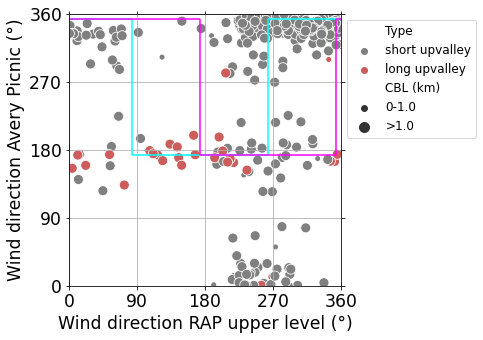 Wind direction Avery Picnic (°)
360
270
180
90
0
0
90
180
270
360
Wind direction RAP upper level (°)
Type
short upvalley
long upvalley
CBL (km)
0-1.0
>1.0